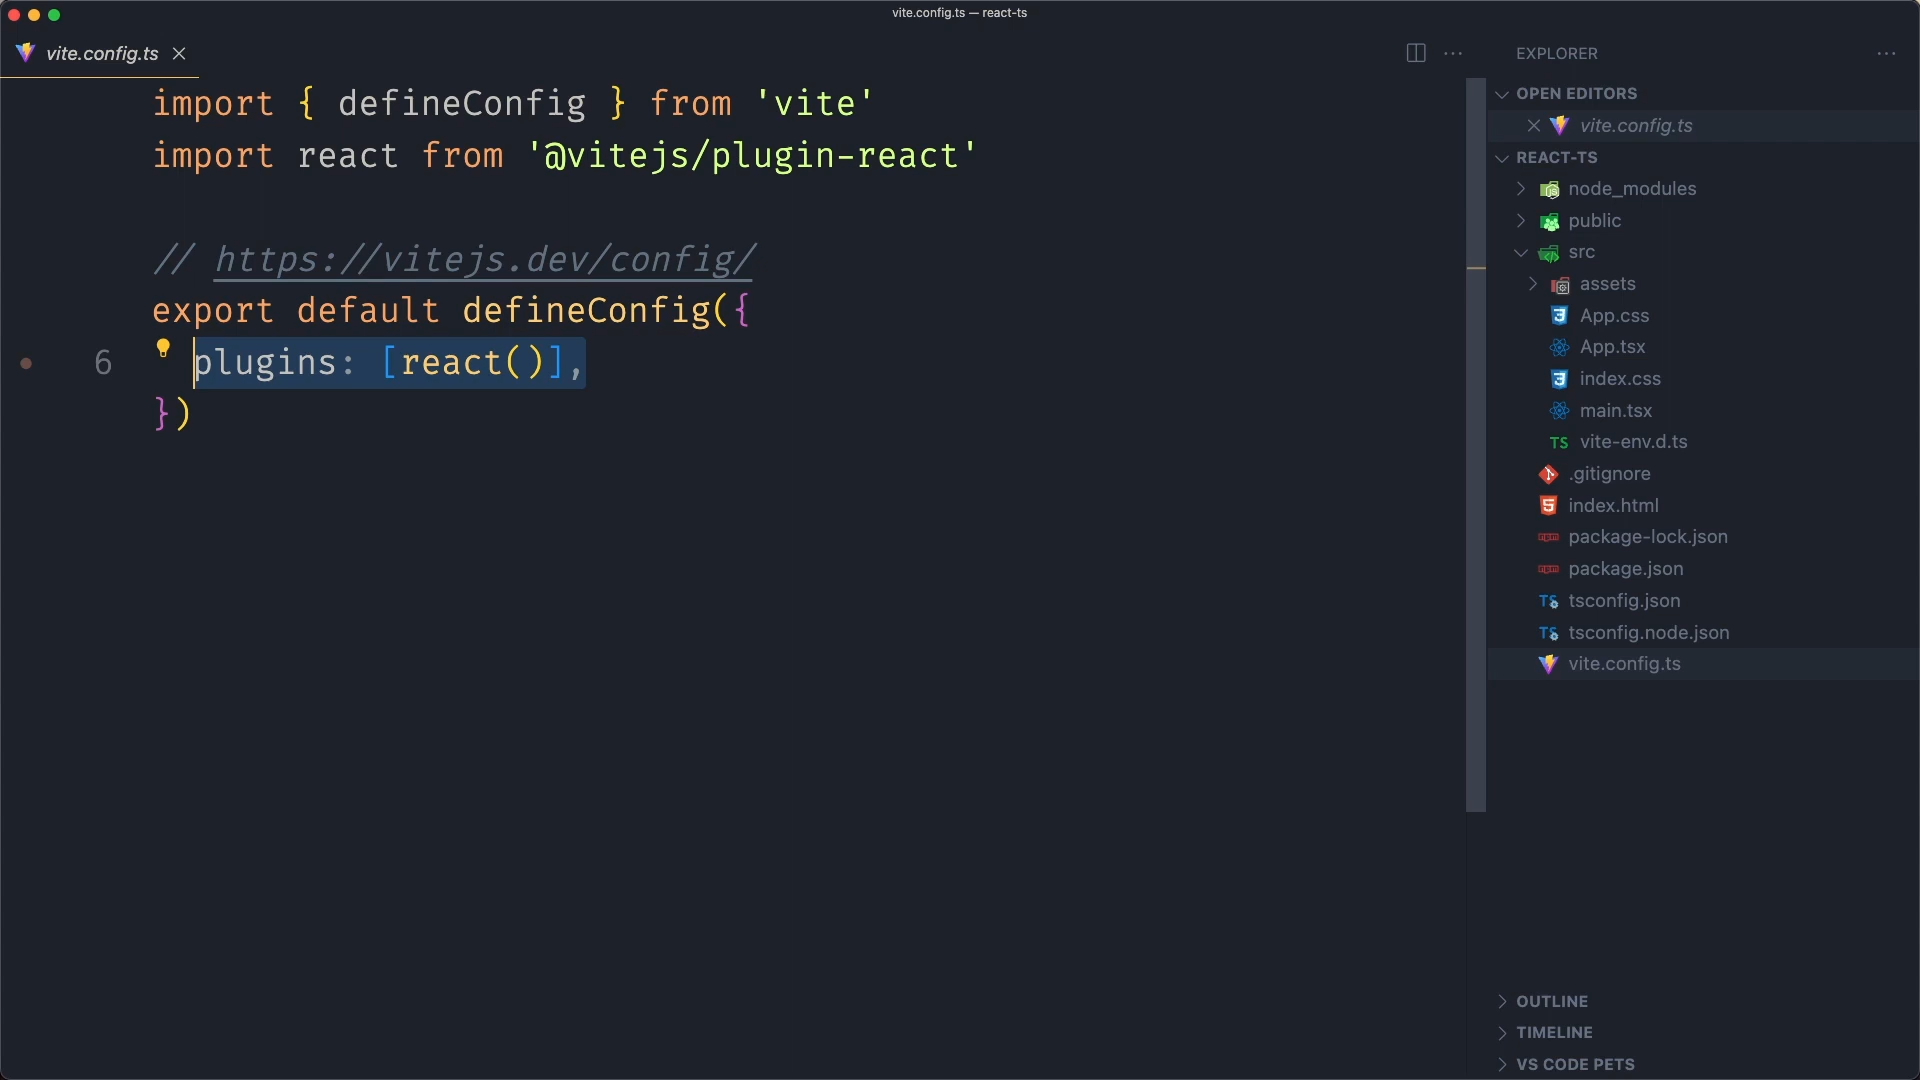 vite.config.ts — react-ts
vite.config.ts
import { defineConfig } from 'vite'
import react from '@vitejs/plugin-react'
// https://vitejs.dev/config/
export default defineConfig({
6 plugins: [react()],
})
EXPLORER
OPEN EDITORS
vite.config.ts
REACT-TS
node_modules
public
src
assets
App.css
App.tsx
index.css
main.tsx
TS vite-env.d.ts
.gitignore
index.html
package-lock.json
package.json
TS tsconfig.json
TS tsconfig.node.json
vite.config.ts
OUTLINE
TIMELINE
VS CODE PETS